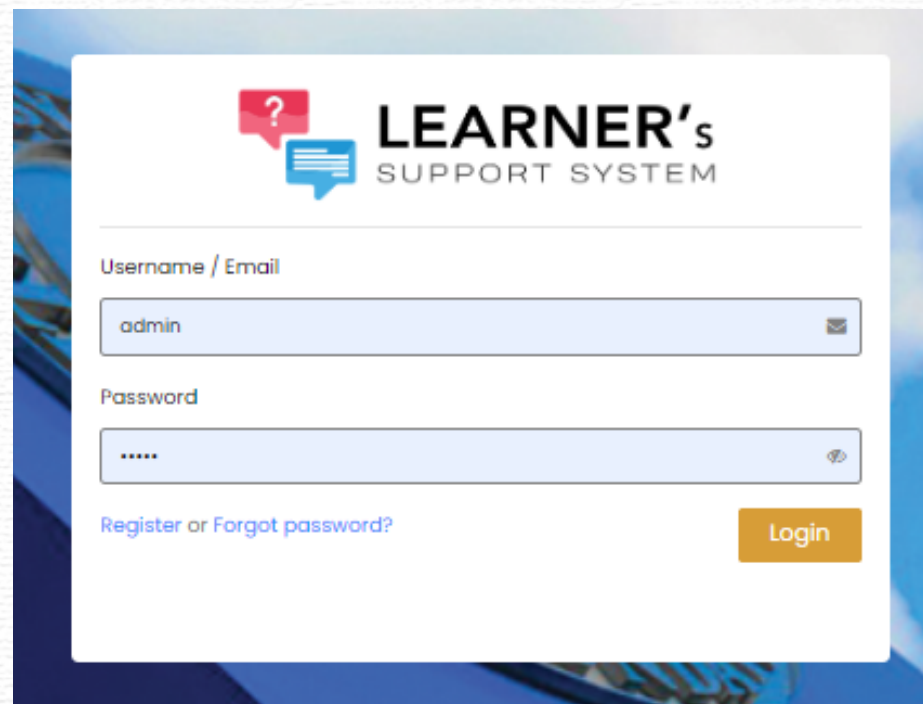 ?
LEARNER's
SUPPORT SYSTEM
Username / Email
admin
Password
•••••
Register or Forgot password?
Login